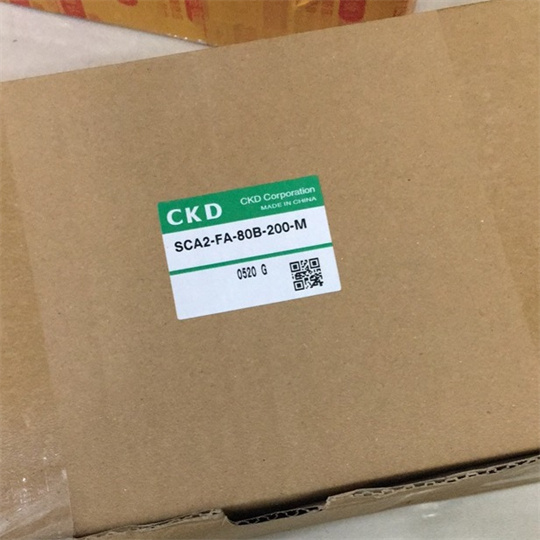 CKD
CKD Corporation
MADE IN CHINA
SCA2-FA-80B-200-M
0520 G